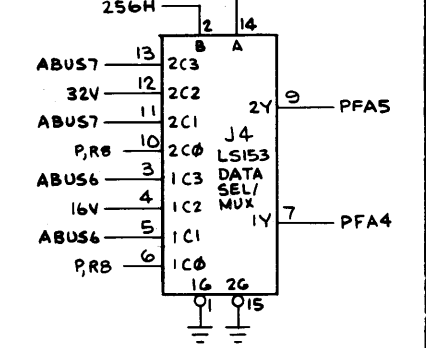 256H
2 14
B A
ABUS7 13 2C3
32V 12 2C2
9
2Y PFA5
ABUS7 11 2C1
J4
P,R8 10 2CØ
LS153
ABUS6 3 1C3
DATA
SEL/
16V 4 1C2
MUX
7
1Y PFA4
ABUS6 5 1C1
P,R8 6 1CØ
1G 2G
1 15